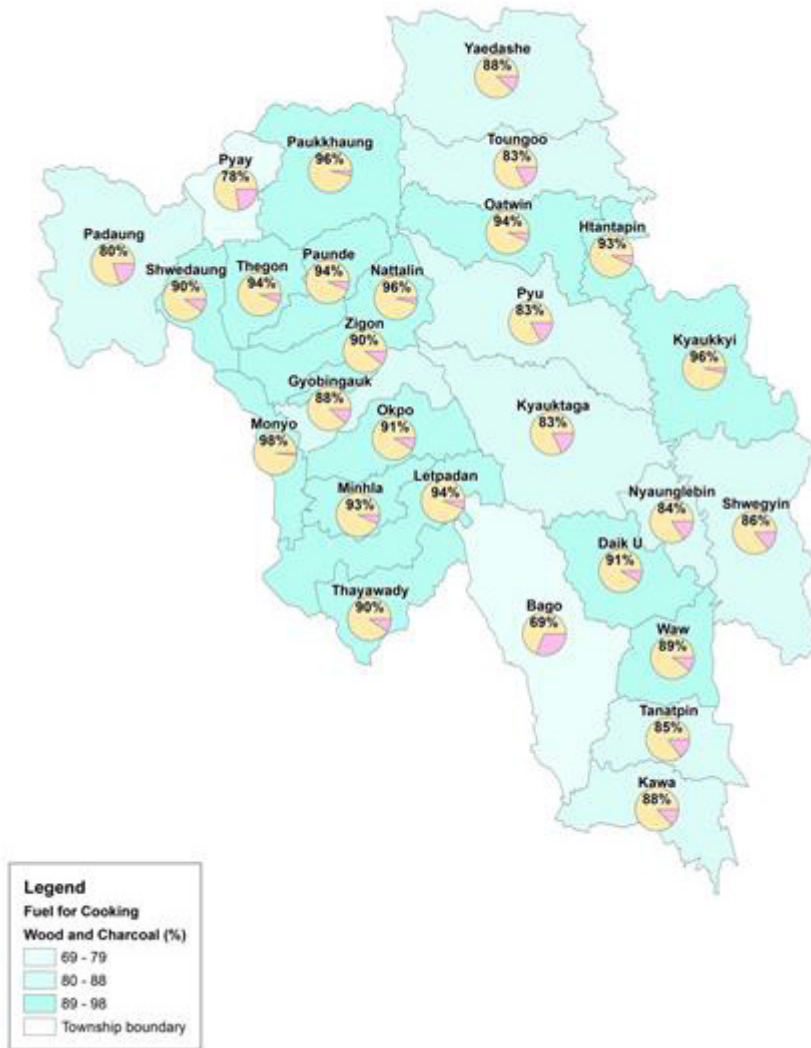 Yaedashe
88%
Toungoo
83%
Paukkhaung
96%
Pyay
78%
Oatwin
94%
Htantapin
93%
Padaung
80%
Shwedaung
90%
Thegon
94%
Paunde
94%
Nattalin
96%
Pyu
83%
Kyaukkyi
96%
Zigon
90%
Gyobingauk
88%
Okpo
91%
Kyauktaga
83%
Monyo
98%
Minhla
93%
Letpadan
94%
Nyaunglebin
84%
Shwegyin
86%
Daik U
91%
Thayawady
90%
Bago
69%
Waw
89%
Tanatpin
85%
Kawa
88%
Legend
Fuel for Cooking
Wood and Charcoal (%)
69 - 79
80 - 88
89 - 98
Township boundary